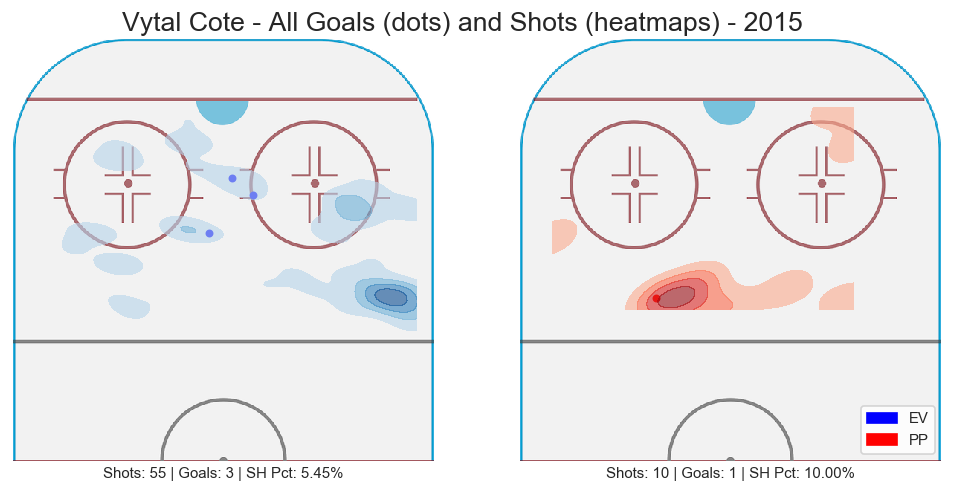 Vytal Cote - All Goals (dots) and Shots (heatmaps) - 2015
EV
PP
Shots: 55 | Goals: 3 | SH Pct: 5.45%
Shots: 10 | Goals: 1 | SH Pct: 10.00%